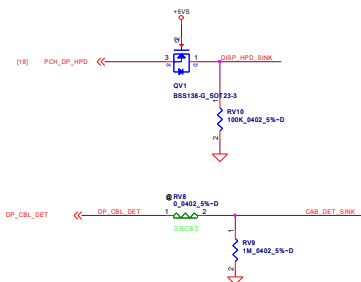 +5VS
2
[18] PCH_DP_HPD 3 1 DISP_HPD_SINK
S
QV1
BSS138-G_SOT23-3
1
RV10
100K_0402_5%~D
2
@ RV8
0_0402_5%~D
DP_CBL_DET DP_CBL_DET 1 2 CAB_DET_SINK
SHORT
1
RV9
1M_0402_5%~D
2